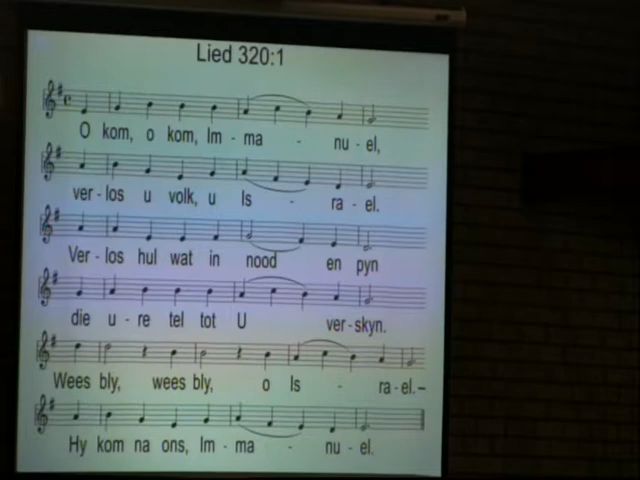 Lied 320:1
O kom, o kom, Im - ma - nu - el,
ver - los u volk, u Is - ra - el.
Ver - los hul wat in nood en pyn
die u - re tel tot U ver - skyn.
Wees bly, wees bly, o Is - ra - el. –
Hy kom na ons, Im - ma - nu - el.